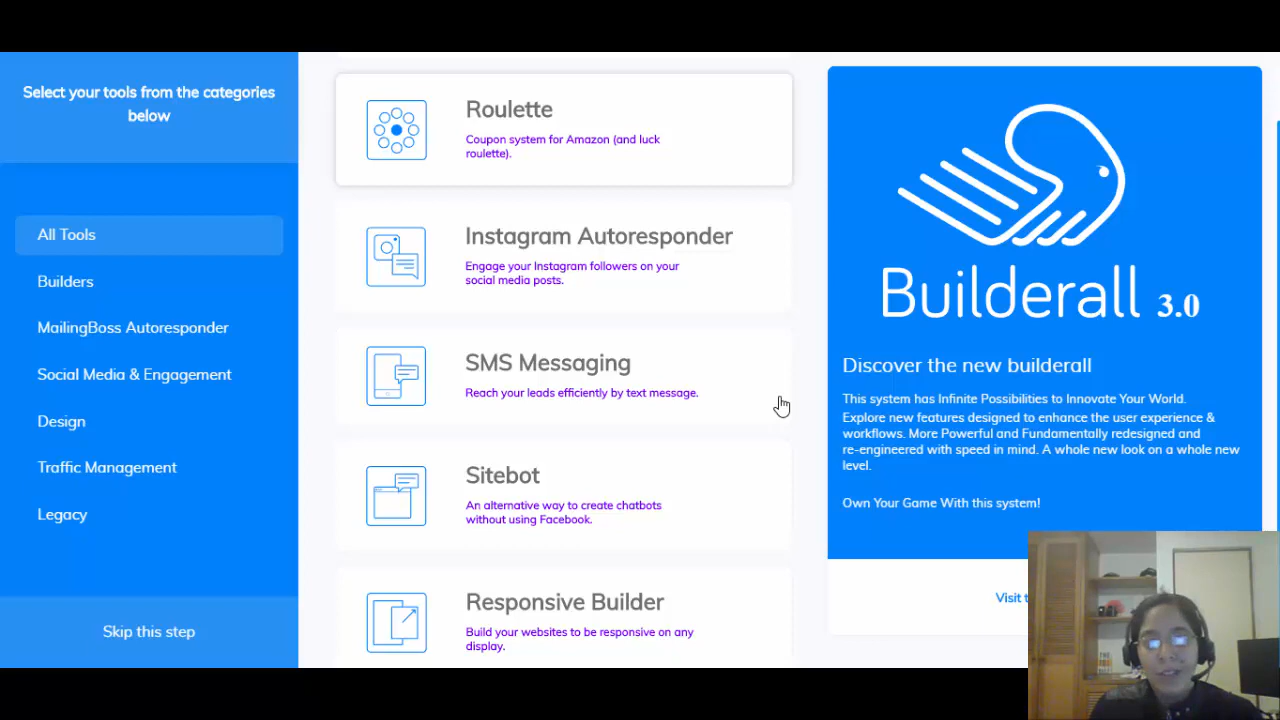 Select your tools from the categories
below
All Tools
Builders
MailingBoss Autoresponder
Social Media & Engagement
Design
Traffic Management
Legacy
Skip this step
Roulette
Coupon system for Amazon (and luck
roulette).
Instagram Autoresponder
Engage your Instagram followers on your
social media posts.
SMS Messaging
Reach your leads efficiently by text message.
Sitebot
An alternative way to create chatbots
without using Facebook.
Responsive Builder
Build your websites to be responsive on any
display.
Builderall 3.0
Discover the new builderall
This system has Infinite Possibilities to Innovate Your World.
Explore new features designed to enhance the user experience &
workflows. More Powerful and Fundamentally redesigned and
re-engineered with speed in mind. A whole new look on a whole new
level.
Own Your Game With this system!
Visit